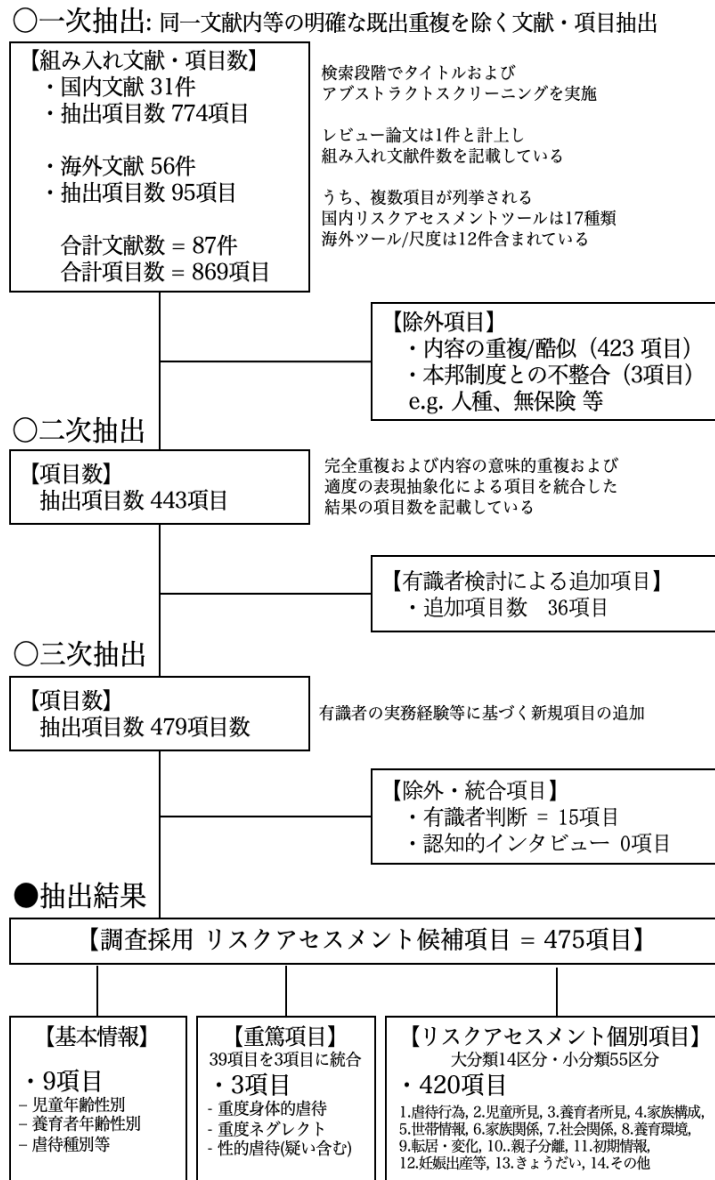 ○一次抽出: 同一文献内等の明確な既出重複を除く文献・項目抽出
【組み入れ文献・項目数】
・国内文献 31件
・抽出項目数 774項目
・海外文献 56件
・抽出項目数 95項目
合計文献数 = 87件
合計項目数 = 869項目
検索段階でタイトルおよび
アブストラクトスクリーニングを実施
レビュー論文は1件と計上し
組み入れ文献件数を記載している
うち、複数項目が列挙される
国内リスクアセスメントツールは17種類
海外ツール/尺度は12件含まれている
【除外項目】
・内容の重複/酷似（423 項目）
・本邦制度との不整合（3項目）
e.g. 人種、無保険 等
○二次抽出
【項目数】
抽出項目数 443項目
完全重複および内容の意味的重複および
適度の表現抽象化による項目を統合した
結果の項目数を記載している
【有識者検討による追加項目】
・追加項目数　36項目
○三次抽出
【項目数】
抽出項目数 479項目数
有識者の実務経験等に基づく新規項目の追加
【除外・統合項目】
・有識者判断 = 15項目
・認知的インタビュー 0項目
●抽出結果
【調査採用 リスクアセスメント候補項目 = 475項目】
【基本情報】
・9項目
– 児童年齢性別
– 養育者年齢性別
– 虐待種別等
【重篤項目】
39項目を3項目に統合
・3項目
- 重度身体的虐待
- 重度ネグレクト
- 性的虐待(疑い含む)
【リスクアセスメント個別項目】
大分類14区分・小分類55区分
・420項目
1.虐待行為, 2.児童所見, 3.養育者所見, 4.家族構成,
5.世帯情報, 6.家族関係, 7.社会関係, 8.養育環境,
9.転居・変化, 10..親子分離, 11.初期情報,
12.妊娠出産等, 13.きょうだい, 14.その他